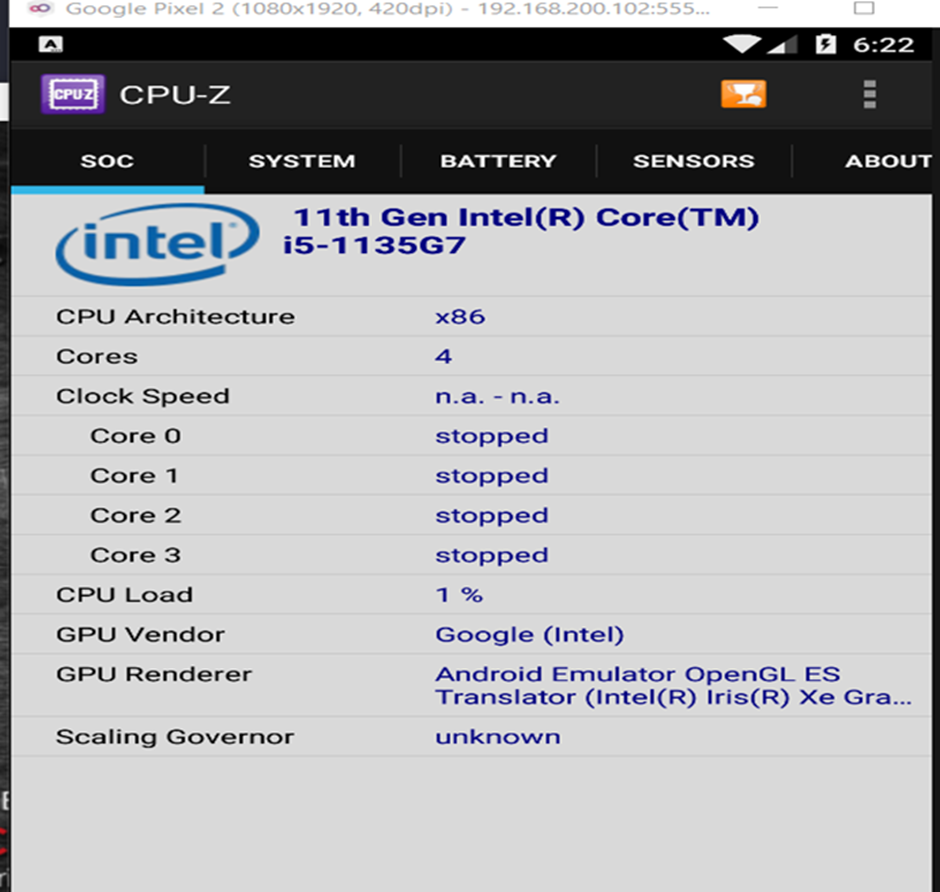 Google Pixel 2 (1080x1920, 420dpi) - 192.168.200.102:555...
A 6:22
CPU-Z CPU-Z
SOC SYSTEM BATTERY SENSORS ABOUT
intel 11th Gen Intel(R) Core(TM)
i5-1135G7
CPU Architecture x86
Cores 4
Clock Speed n.a. - n.a.
Core 0 stopped
Core 1 stopped
Core 2 stopped
Core 3 stopped
CPU Load 1 %
GPU Vendor Google (Intel)
GPU Renderer Android Emulator OpenGL ES
Translator (Intel(R) Iris(R) Xe Gra...
Scaling Governor unknown